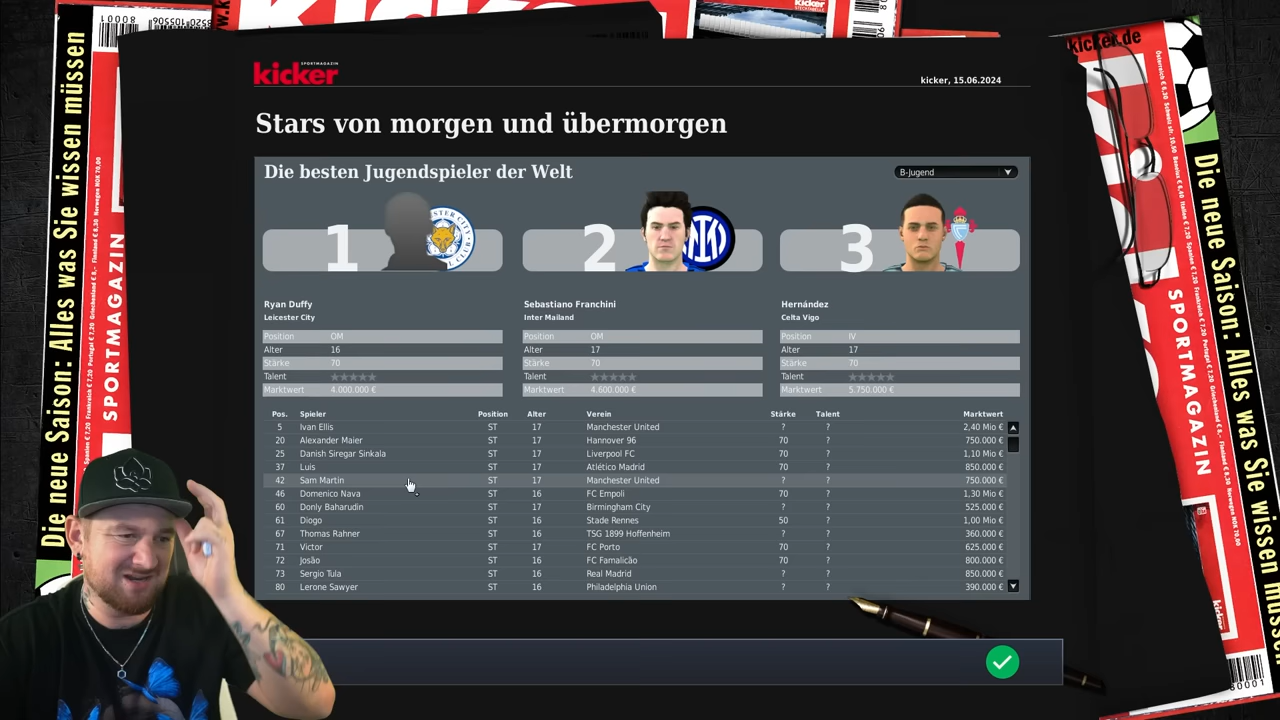 kicker
SPORTMAGAZIN
kicker, 15.06.2024
Stars von morgen und übermorgen
Die besten Jugendspieler der Welt
B-Jugend
1
2
3
Ryan Duffy
Leicester City
Position OM
Alter 16
Stärke 70
Talent
Marktwert 4.000.000 €
Sebastiano Franchini
Inter Mailand
Position OM
Alter 17
Stärke 70
Talent
Marktwert 4.600.000 €
Hernández
Celta Vigo
Position IV
Alter 17
Stärke 70
Talent
Marktwert 5.750.000 €
Pos. Spieler Position Alter Verein Stärke Talent Marktwert
5 Ivan Ellis ST 17 Manchester United ? ? 2,40 Mio €
20 Alexander Maier ST 17 Hannover 96 70 ? 750.000 €
25 Danish Siregar Sinkala ST 17 Liverpool FC 70 ? 1,10 Mio €
37 Luis ST 17 Atlético Madrid 70 ? 850.000 €
42 Sam Martin ST 17 Manchester United ? ? 750.000 €
46 Domenico Nava ST 16 FC Empoli 70 ? 1,30 Mio €
60 Donly Baharudin ST 17 Birmingham City ? ? 525.000 €
61 Diogo ST 16 Stade Rennes 50 ? 1,00 Mio €
67 Thomas Rahner ST 16 TSG 1899 Hoffenheim ? ? 360.000 €
71 Victor ST 17 FC Porto 70 ? 625.000 €
72 Josão ST 16 FC Famalicão 70 ? 800.000 €
73 Sergio Tula ST 16 Real Madrid ? ? 850.000 €
80 Lerone Sawyer ST 16 Philadelphia Union ? ? 390.000 €
Die neue Saison: Alles was Sie wissen müssen
SPORTMAGAZIN
kicker.de
SPORTMAGAZIN
Die neue Saison: Alles was Sie wissen müssen